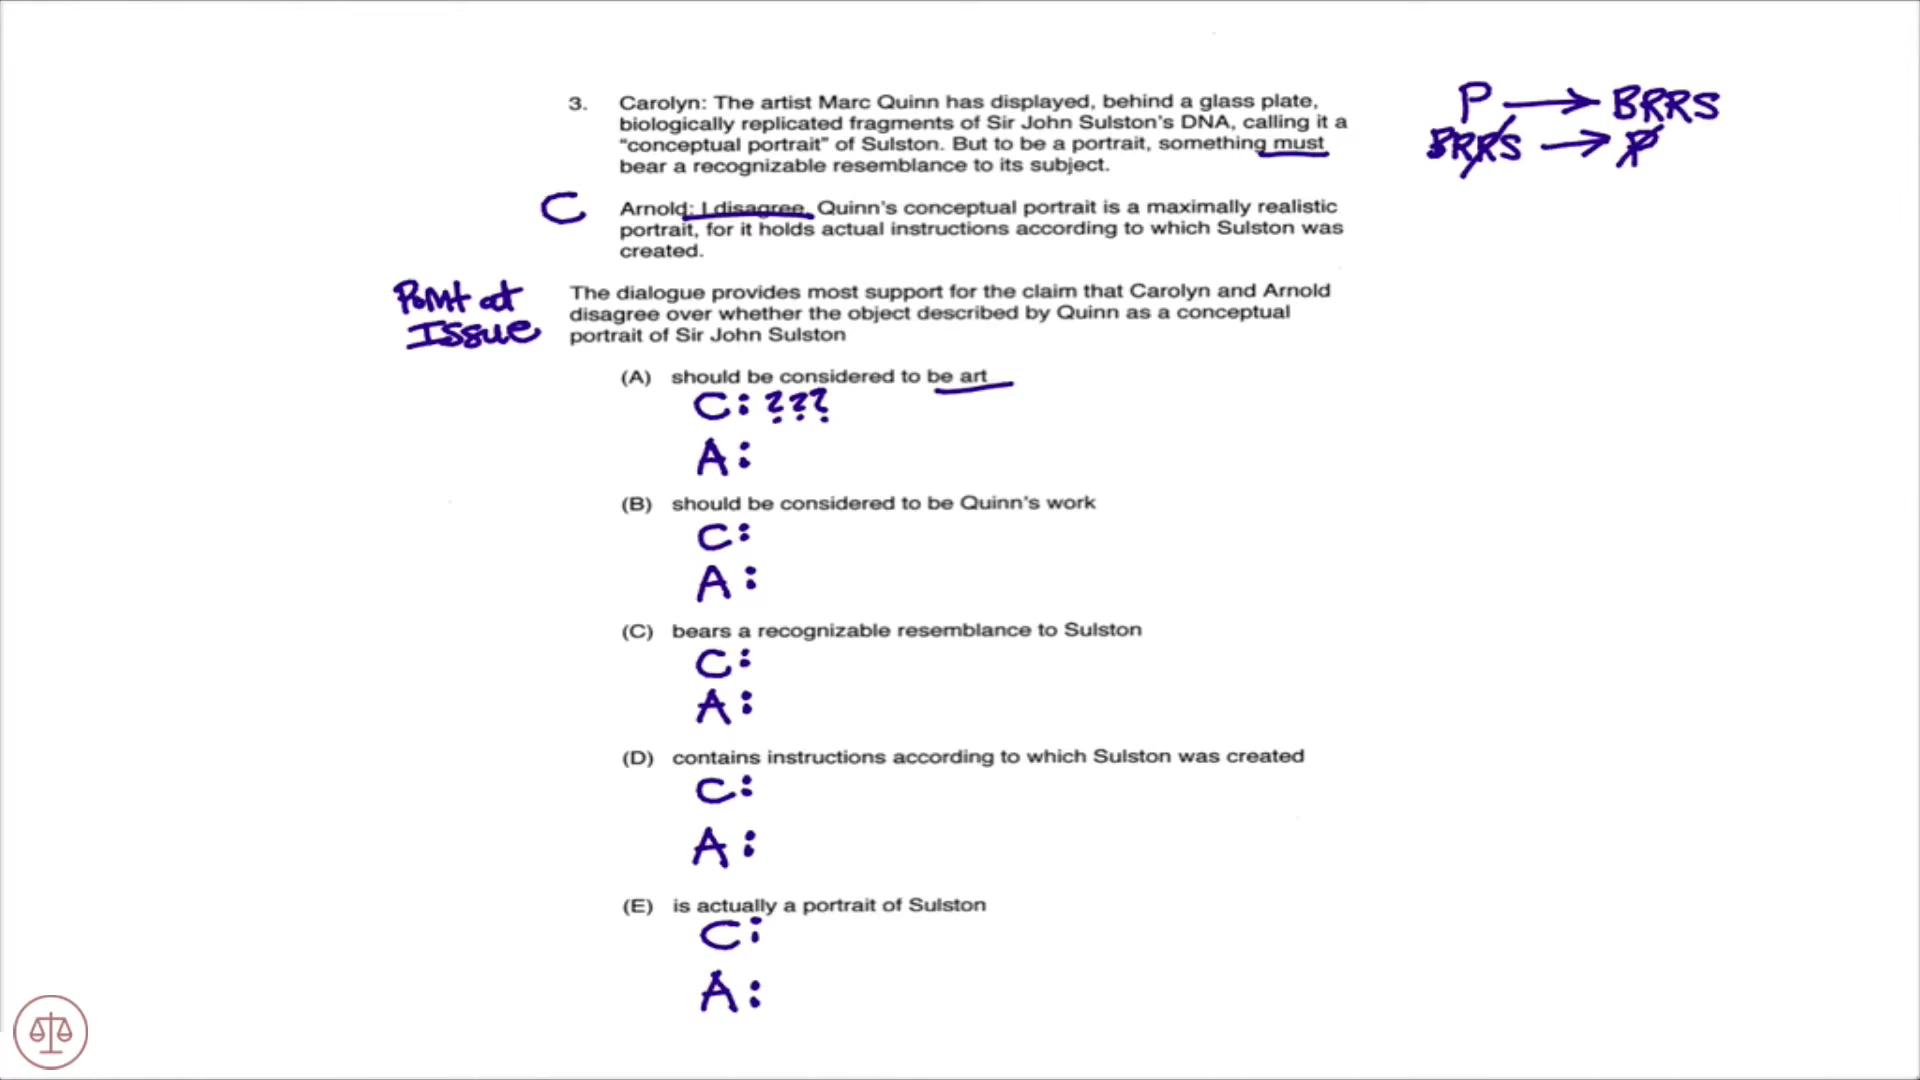 3. Carolyn: The artist Marc Quinn has displayed, behind a glass plate,
biologically replicated fragments of Sir John Sulston's DNA, calling it a
"conceptual portrait" of Sulston. But to be a portrait, something must
bear a recognizable resemblance to its subject.
P → BRRS
BRRS → P
C
Arnold: I disagree. Quinn's conceptual portrait is a maximally realistic
portrait, for it holds actual instructions according to which Sulston was
created.
Point at
Issue
The dialogue provides most support for the claim that Carolyn and Arnold
disagree over whether the object described by Quinn as a conceptual
portrait of Sir John Sulston
(A) should be considered to be art
C: ???
A:
(B) should be considered to be Quinn's work
C:
A:
(C) bears a recognizable resemblance to Sulston
C:
A:
(D) contains instructions according to which Sulston was created
C:
A:
(E) is actually a portrait of Sulston
C:
A: